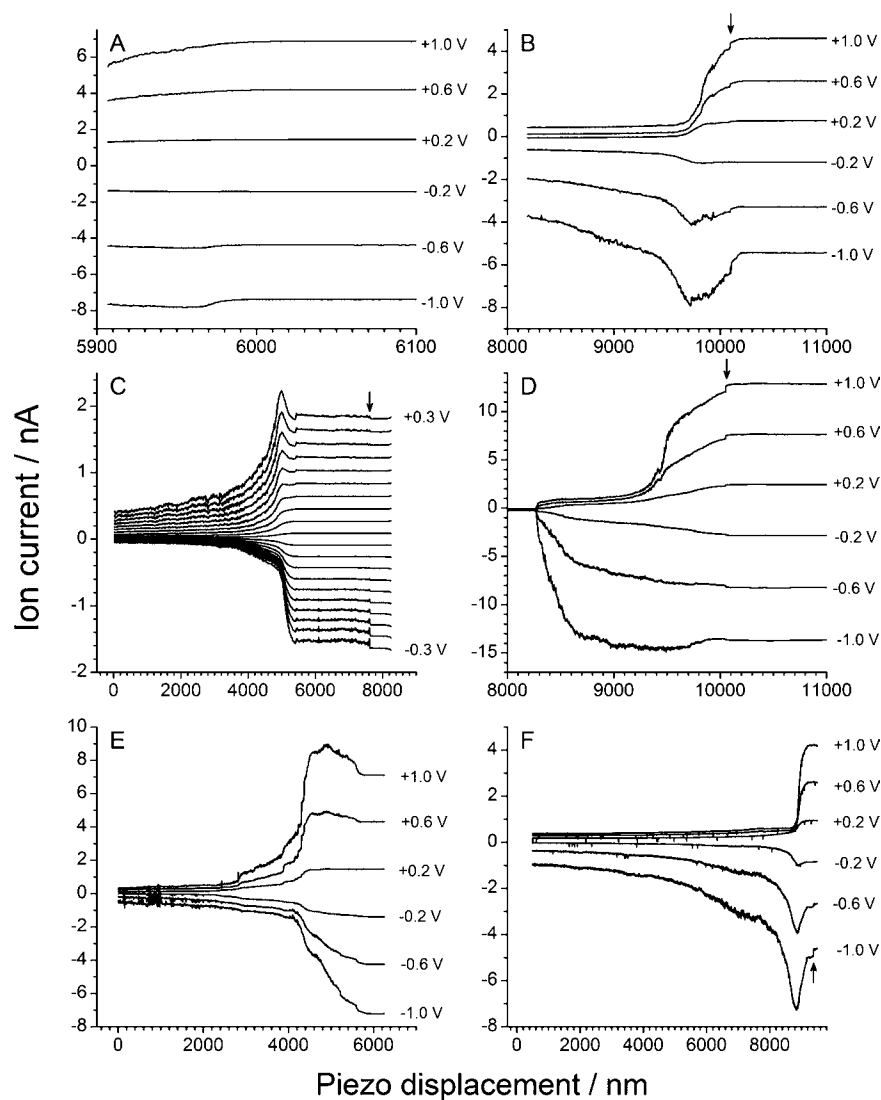 Ion current / nA
A
6
4
2
0
-2
-4
-6
-8
5900
6000
6100
+1.0 V
+0.6 V
+0.2 V
-0.2 V
-0.6 V
-1.0 V
B
4
2
0
-2
-4
-6
-8
8000
9000
10000
11000
+1.0 V
+0.6 V
+0.2 V
-0.2 V
-0.6 V
-1.0 V
C
2
1
0
-1
-2
0
2000
4000
6000
8000
+0.3 V
-0.3 V
D
10
5
0
-5
-10
-15
8000
9000
10000
11000
+1.0 V
+0.6 V
+0.2 V
-0.2 V
-0.6 V
-1.0 V
E
10
8
6
4
2
0
-2
-4
-6
-8
0
2000
4000
6000
+1.0 V
+0.6 V
+0.2 V
-0.2 V
-0.6 V
-1.0 V
F
4
2
0
-2
-4
-6
-8
0
2000
4000
6000
8000
+1.0 V
+0.6 V
+0.2 V
-0.2 V
-0.6 V
-1.0 V
Piezo displacement / nm